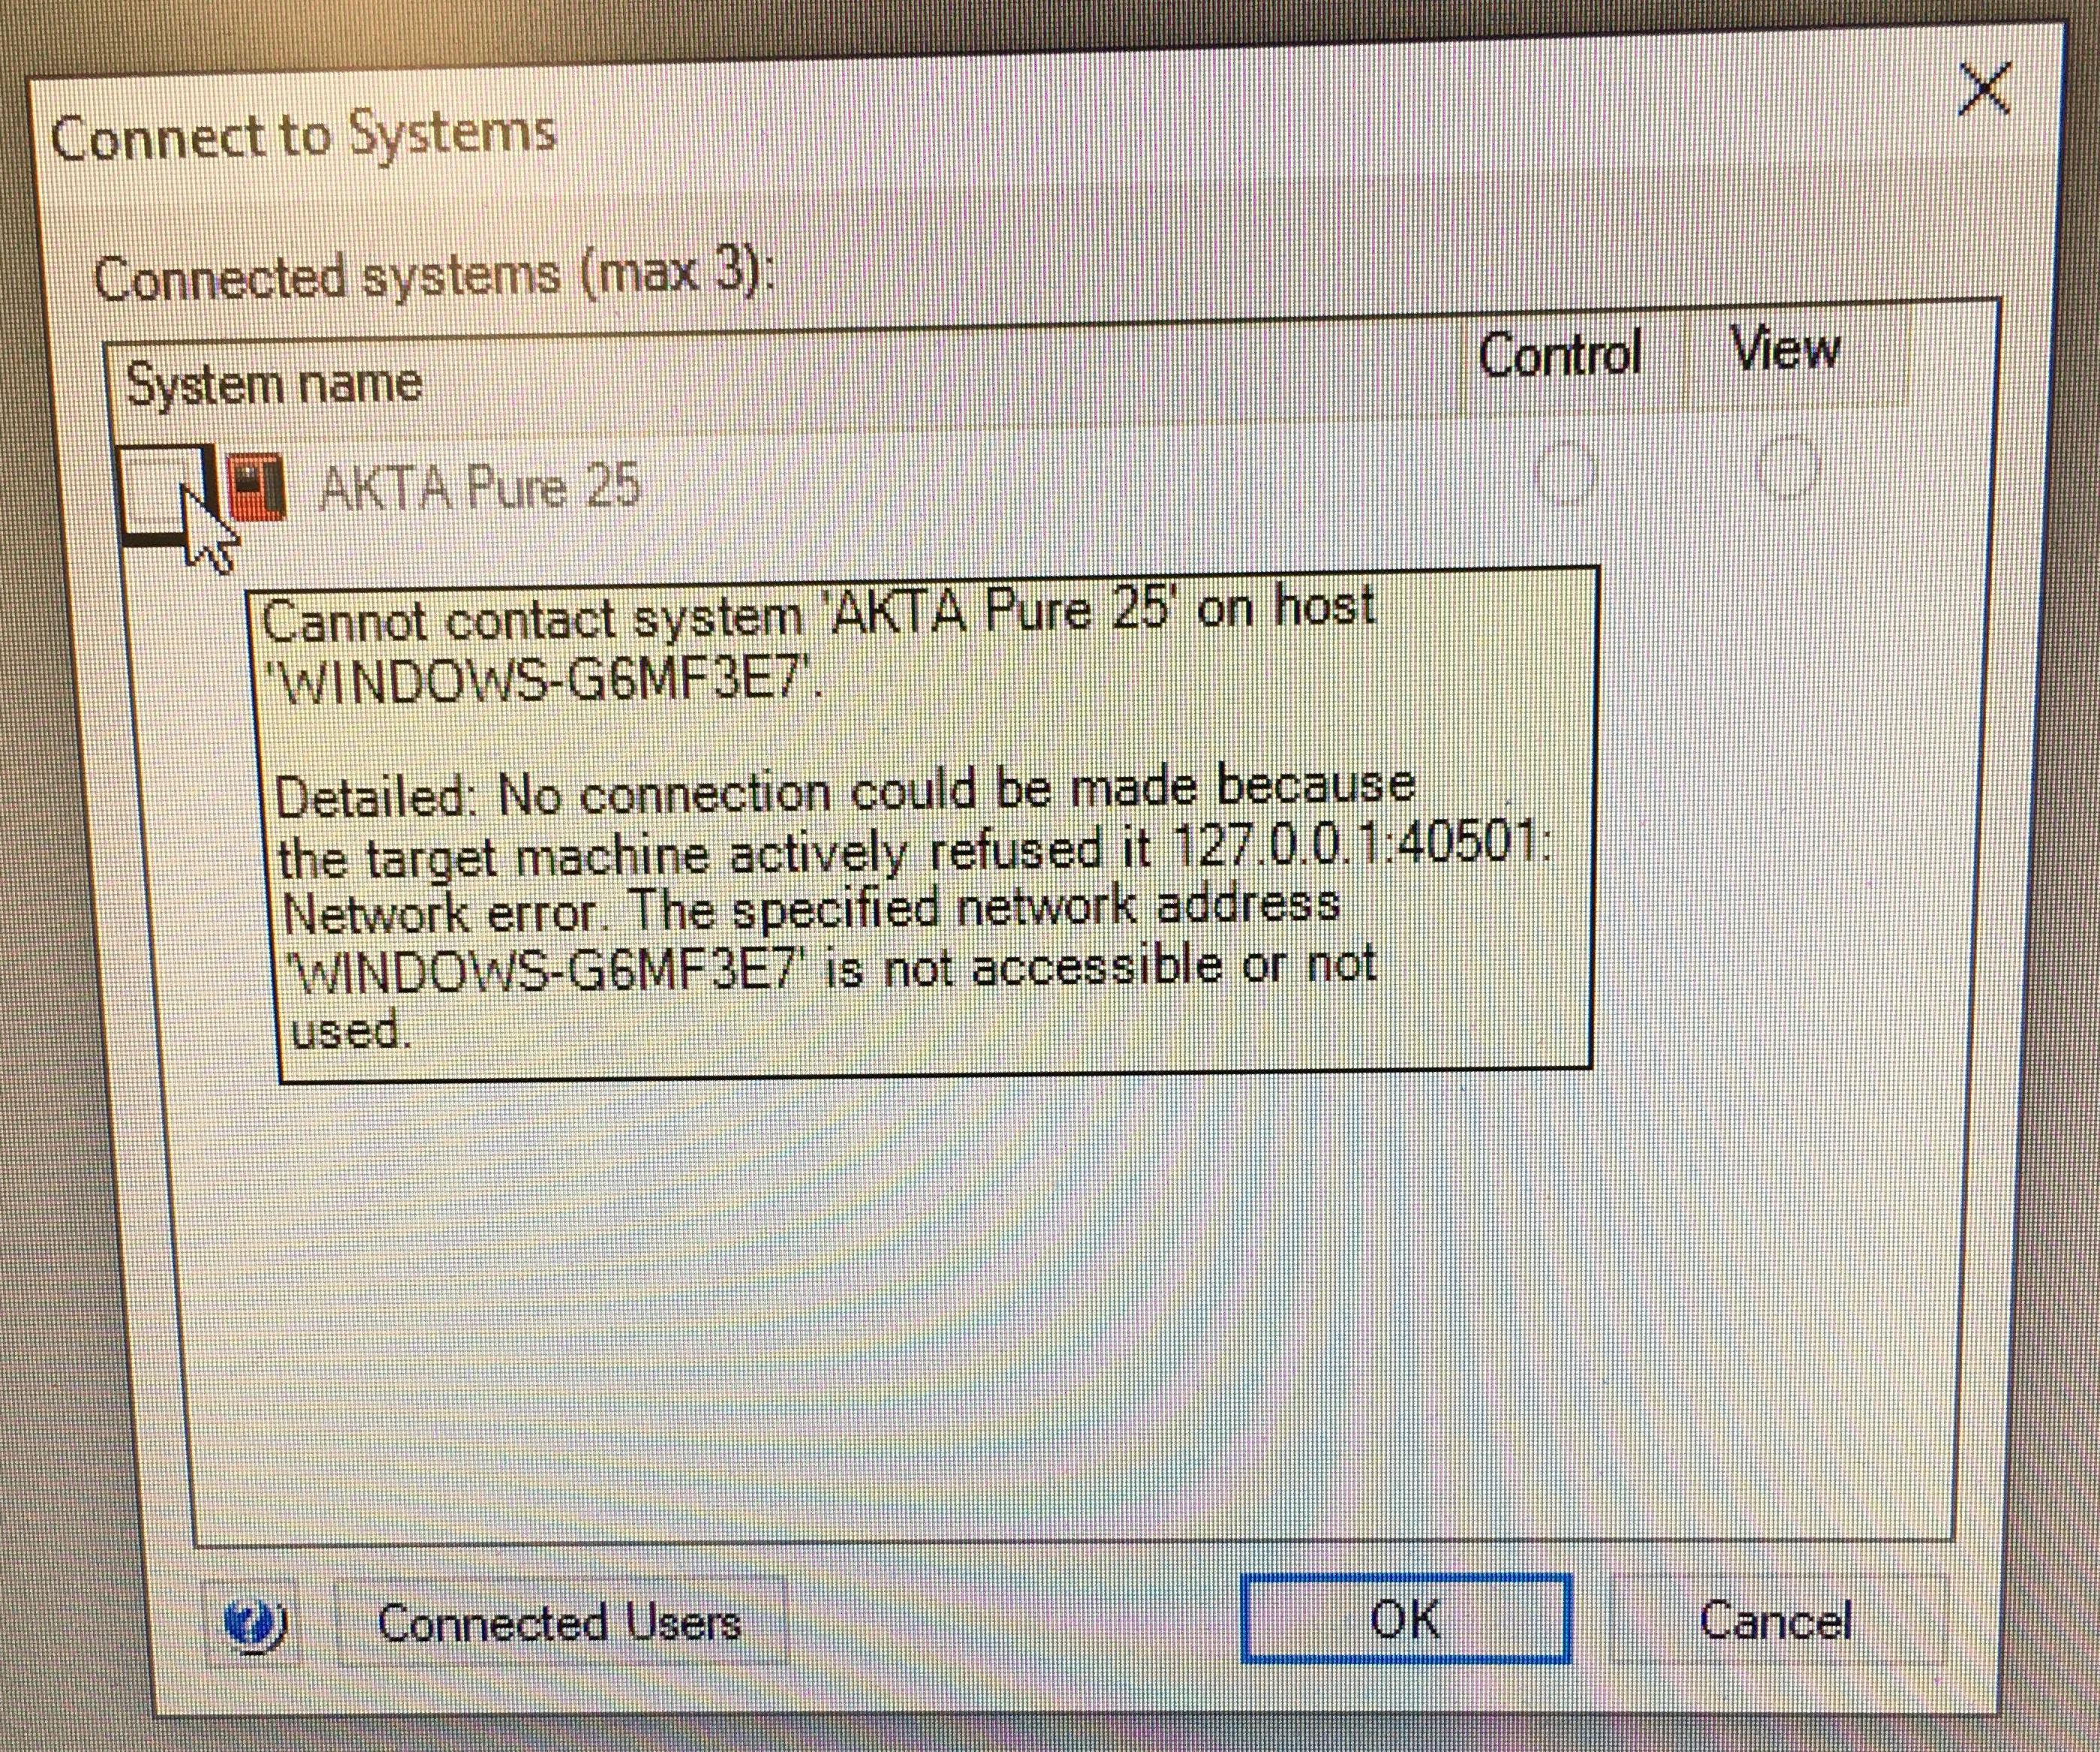 Connect to Systems
Connected systems (max 3):
System name Control View
AKTA Pure 25
Cannot contact system 'AKTA Pure 25' on host
'WINDOWS-G6MF3E7'.
Detailed: No connection could be made because
the target machine actively refused it 127.0.0.1:40501:
Network error. The specified network address
'WINDOWS-G6MF3E7' is not accessible or not
used.
Connected Users OK Cancel